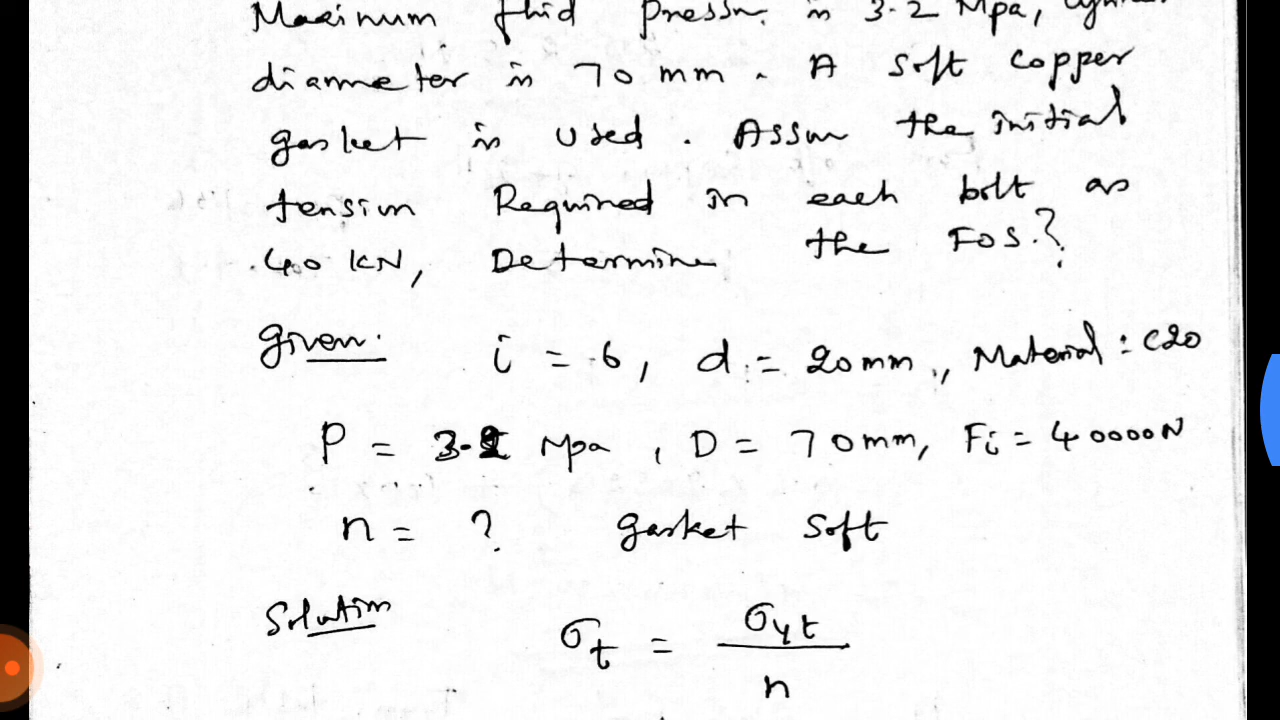 Maximum fluid pressure is 3.2 Mpa,
diameter is 70 mm. A soft copper
gasket is used. Assum the initial
tension Required in each bolt as
40 KN, Determine the FOS.?
Given: i = 6, d = 20mm, Material : C20
P = 3.2 Mpa, D = 70mm, Fi = 40000N
n = ? Gasket Soft
Solution σt = σyt / n